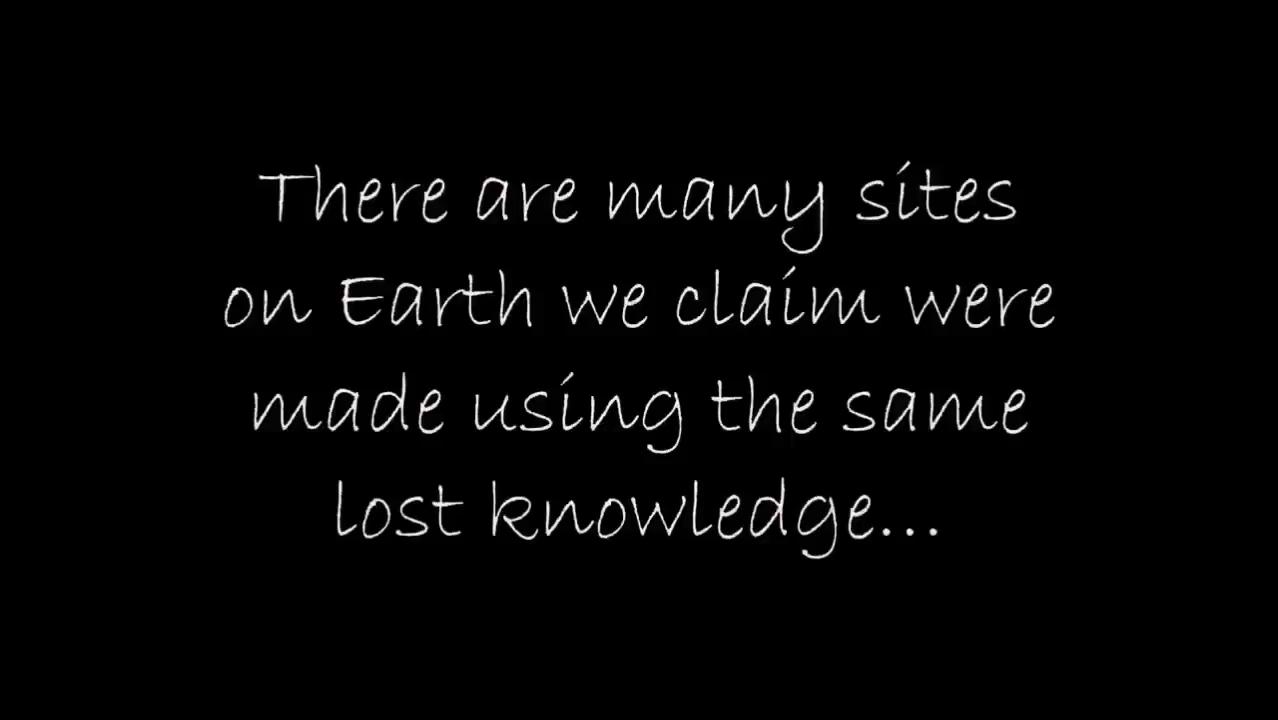 There are many sites
on Earth we claim were
made using the same
lost knowledge...